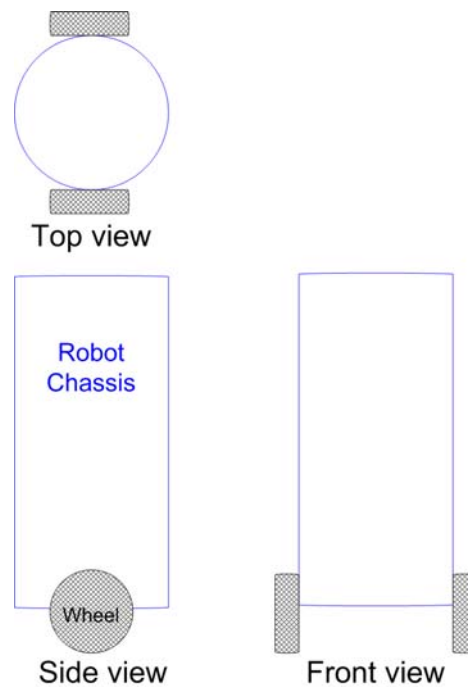 Top view
Robot
Chassis
Wheel
Side view
Front view